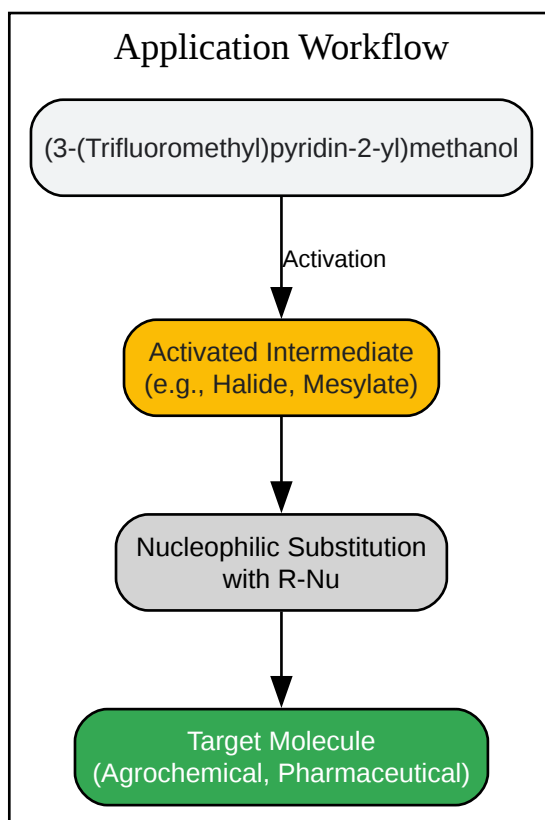 Application Workflow
(3-(Trifluoromethyl)pyridin-2-yl)methanol
Activation
Activated Intermediate
(e.g., Halide, Mesylate)
Nucleophilic Substitution
with R-Nu
Target Molecule
(Agrochemical, Pharmaceutical)